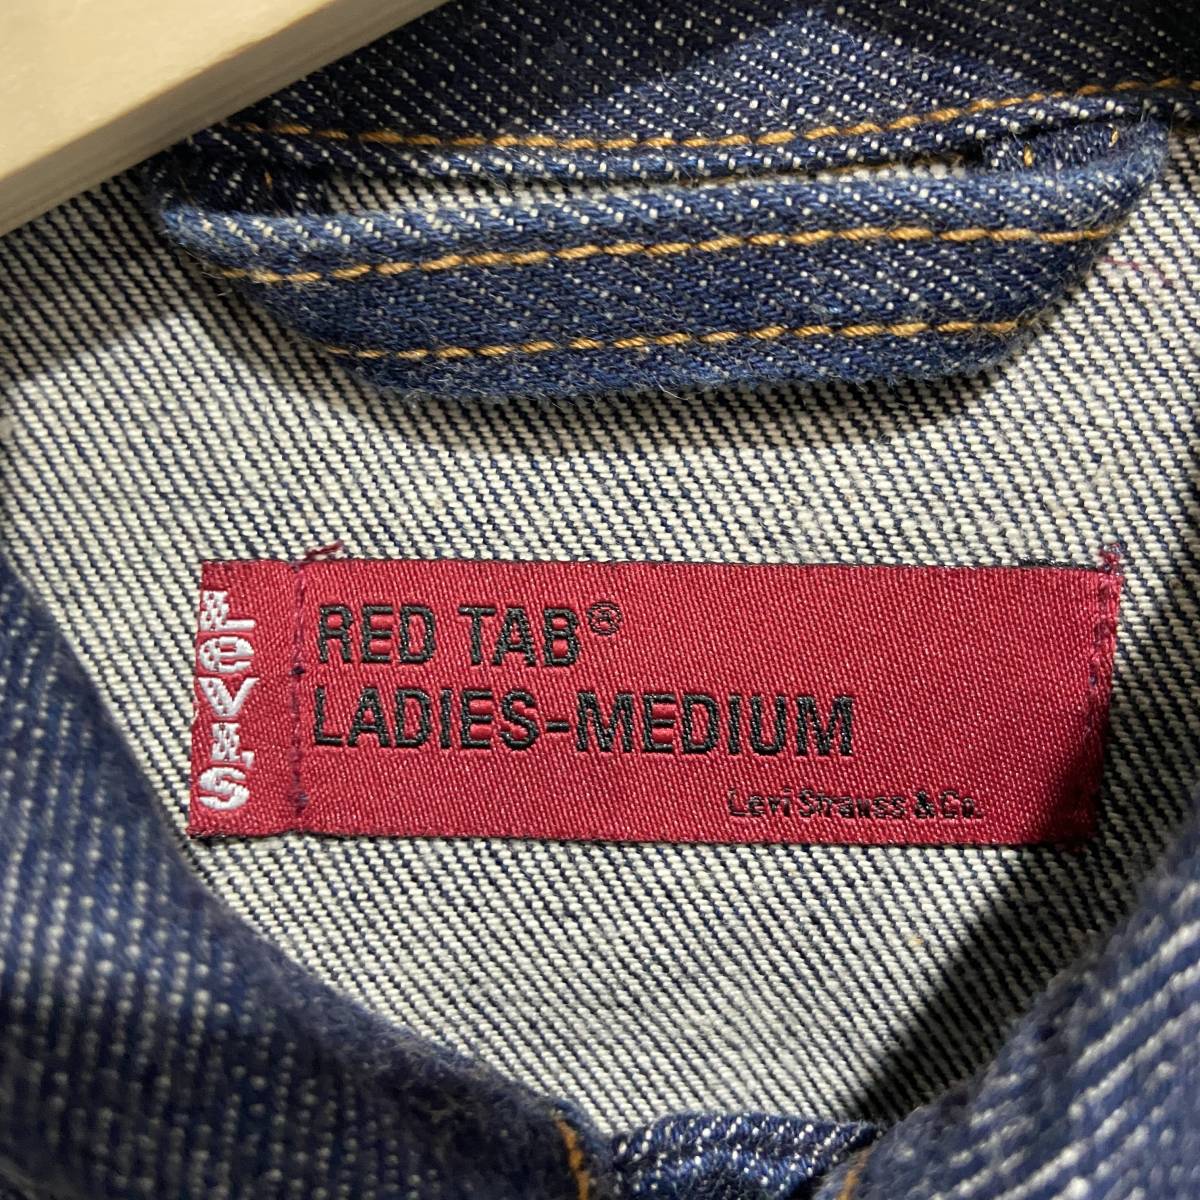 LEVI'S
RED TAB®
LADIES-MEDIUM
Levi Strauss & Co.